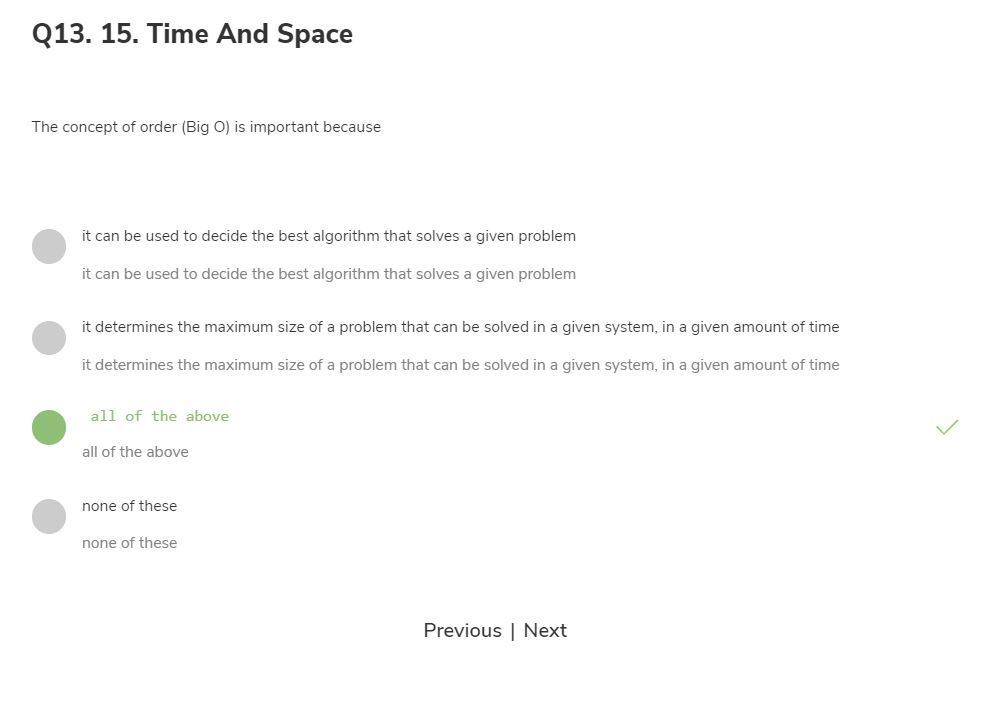 Q13. 15. Time And Space
The concept of order (Big O) is important because
it can be used to decide the best algorithm that solves a given problem
it can be used to decide the best algorithm that solves a given problem
it determines the maximum size of a problem that can be solved in a given system, in a given amount of time
it determines the maximum size of a problem that can be solved in a given system, in a given amount of time
all of the above
all of the above
none of these
none of these
Previous | Next